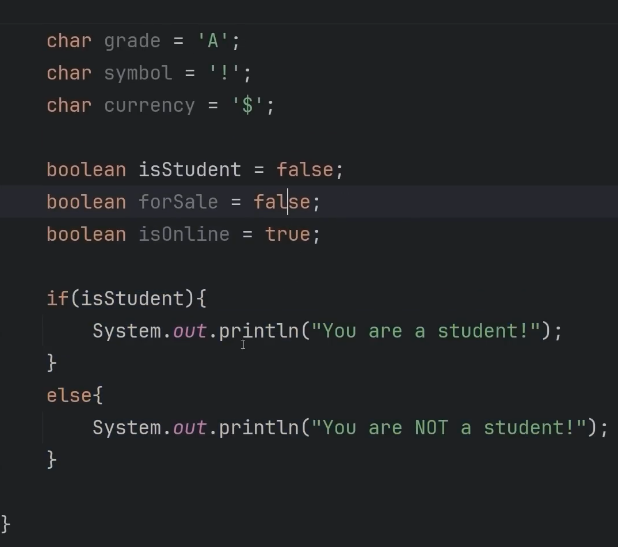 char grade = 'A';
char symbol = '!';
char currency = '$';
boolean isStudent = false;
boolean forSale = false;
boolean isOnline = true;
if(isStudent){
System.out.println("You are a student!");
}
else{
System.out.println("You are NOT a student!");
}
}